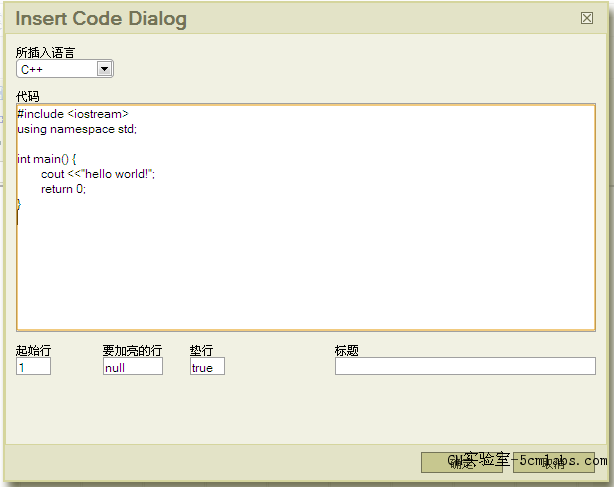 Insert Code Dialog
所插入语言
C++
代码
#include <iostream>
using namespace std;
int main() {
cout <<"hello world!";
return 0;
}
起始行 要加亮的行 垫行 标题
1 null true
确定 取消
实验室-5cmlabs.com